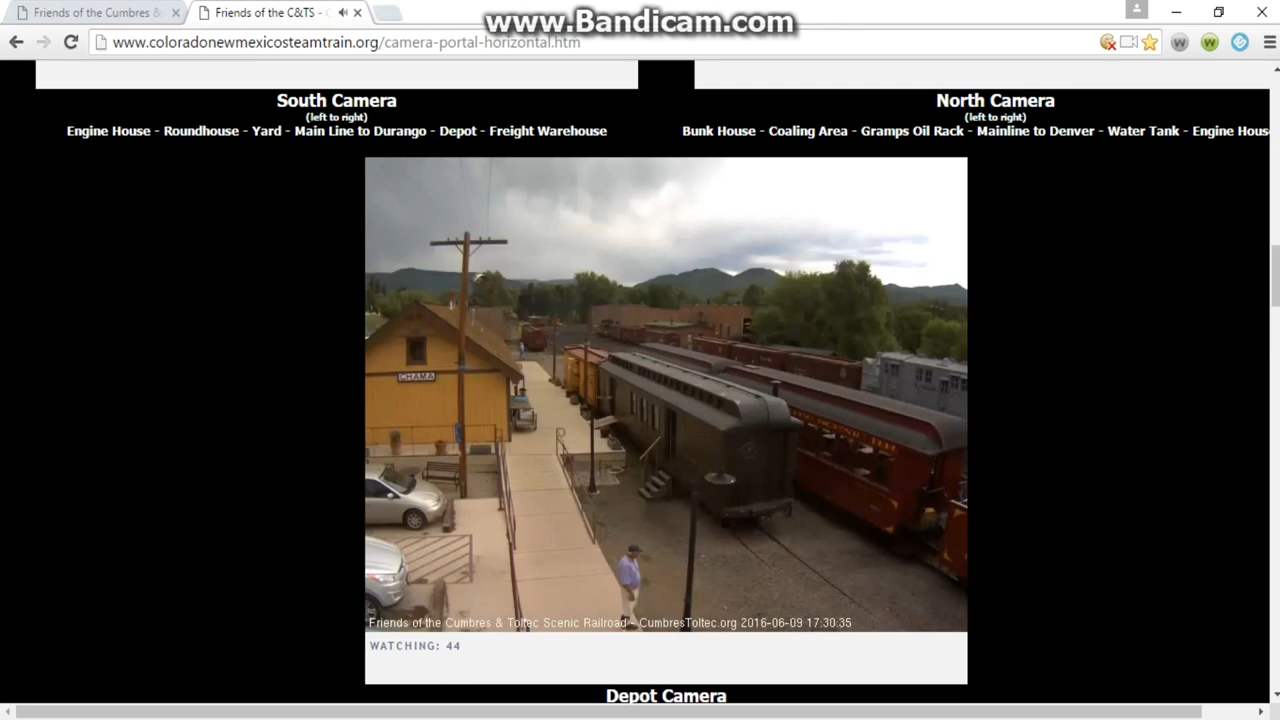 Friends of the Cumbres &
Friends of the C&TS -
www.Bandicam.com
www.coloradonewmexicosteamtrain.org/camera-portal-horizontal.htm
South Camera
(left to right)
Engine House - Roundhouse - Yard - Main Line to Durango - Depot - Freight Warehouse
North Camera
(left to right)
Bunk House - Coaling Area - Gramps Oil Rack - Mainline to Denver - Water Tank - Engine Hous
CHAMA
Friends of the Cumbres & Toltec Scenic Railroad - CumbresToltec.org 2016-06-09 17:30:35
WATCHING: 44
Depot Camera